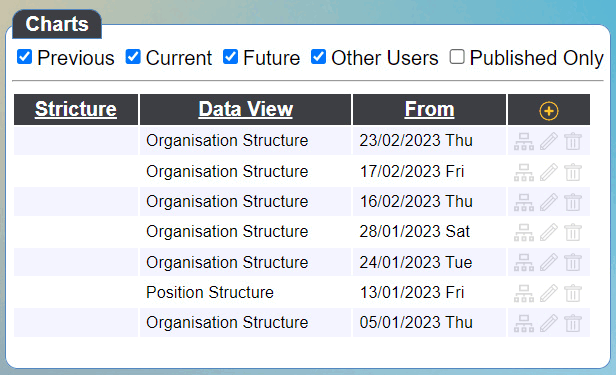 Charts
Previous Current Future Other Users Published Only
Stricture Data View From
Organisation Structure 23/02/2023 Thu
Organisation Structure 17/02/2023 Fri
Organisation Structure 16/02/2023 Thu
Organisation Structure 28/01/2023 Sat
Organisation Structure 24/01/2023 Tue
Position Structure 13/01/2023 Fri
Organisation Structure 05/01/2023 Thu